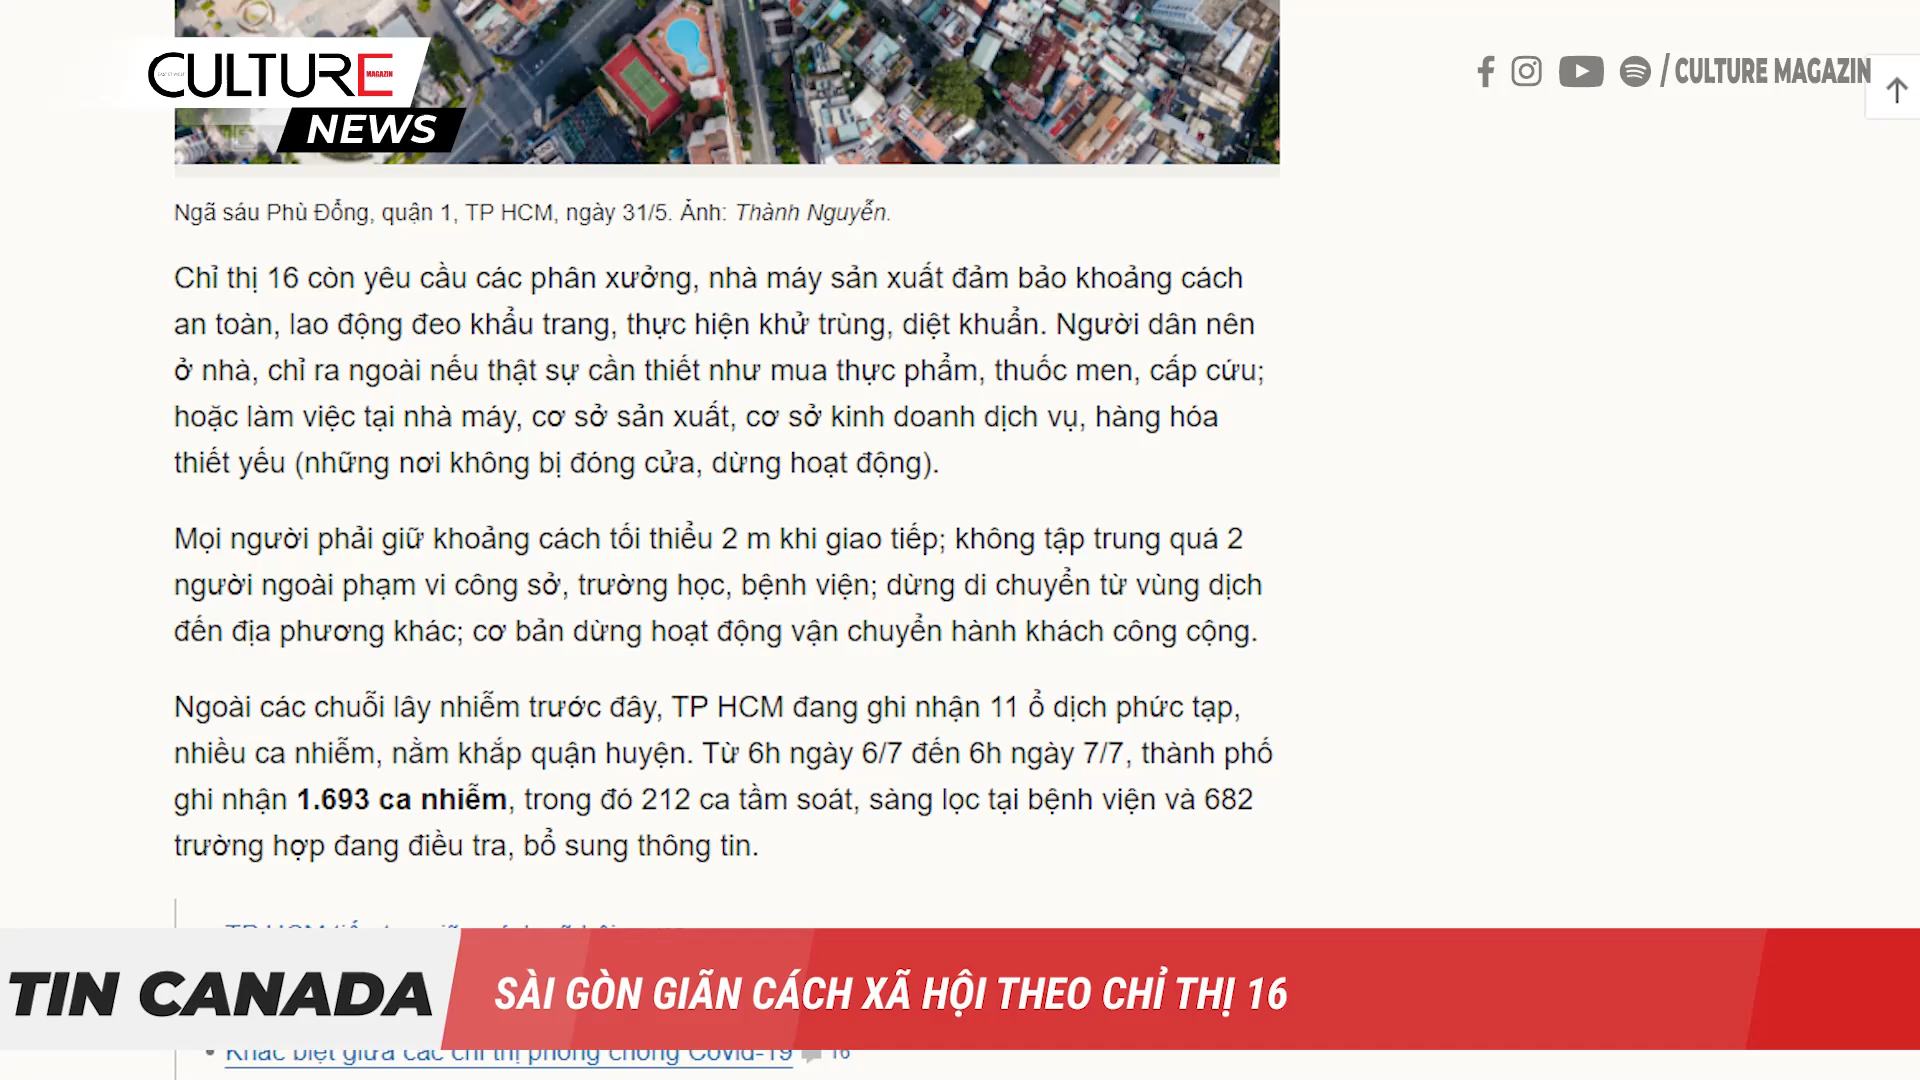 CULTURE
MAGAZIN
NEWS
/ CULTURE MAGAZIN
Ngã sáu Phù Đổng, quận 1, TP HCM, ngày 31/5. Ảnh: Thành Nguyễn.
Chỉ thị 16 còn yêu cầu các phân xưởng, nhà máy sản xuất đảm bảo khoảng cách
an toàn, lao động đeo khẩu trang, thực hiện khử trùng, diệt khuẩn. Người dân nên
ở nhà, chỉ ra ngoài nếu thật sự cần thiết như mua thực phẩm, thuốc men, cấp cứu;
hoặc làm việc tại nhà máy, cơ sở sản xuất, cơ sở kinh doanh dịch vụ, hàng hóa
thiết yếu (những nơi không bị đóng cửa, dừng hoạt động).
Mọi người phải giữ khoảng cách tối thiểu 2 m khi giao tiếp; không tập trung quá 2
người ngoài phạm vi công sở, trường học, bệnh viện; dừng di chuyển từ vùng dịch
đến địa phương khác; cơ bản dừng hoạt động vận chuyển hành khách công cộng.
Ngoài các chuỗi lây nhiễm trước đây, TP HCM đang ghi nhận 11 ổ dịch phức tạp,
nhiều ca nhiễm, nằm khắp quận huyện. Từ 6h ngày 6/7 đến 6h ngày 7/7, thành phố
ghi nhận 1.693 ca nhiễm, trong đó 212 ca tầm soát, sàng lọc tại bệnh viện và 682
trường hợp đang điều tra, bổ sung thông tin.
TIN CANADA
SÀI GÒN GIÃN CÁCH XÃ HỘI THEO CHỈ THỊ 16
Khác biệt giữa các chỉ thị phòng chống Covid-19 16